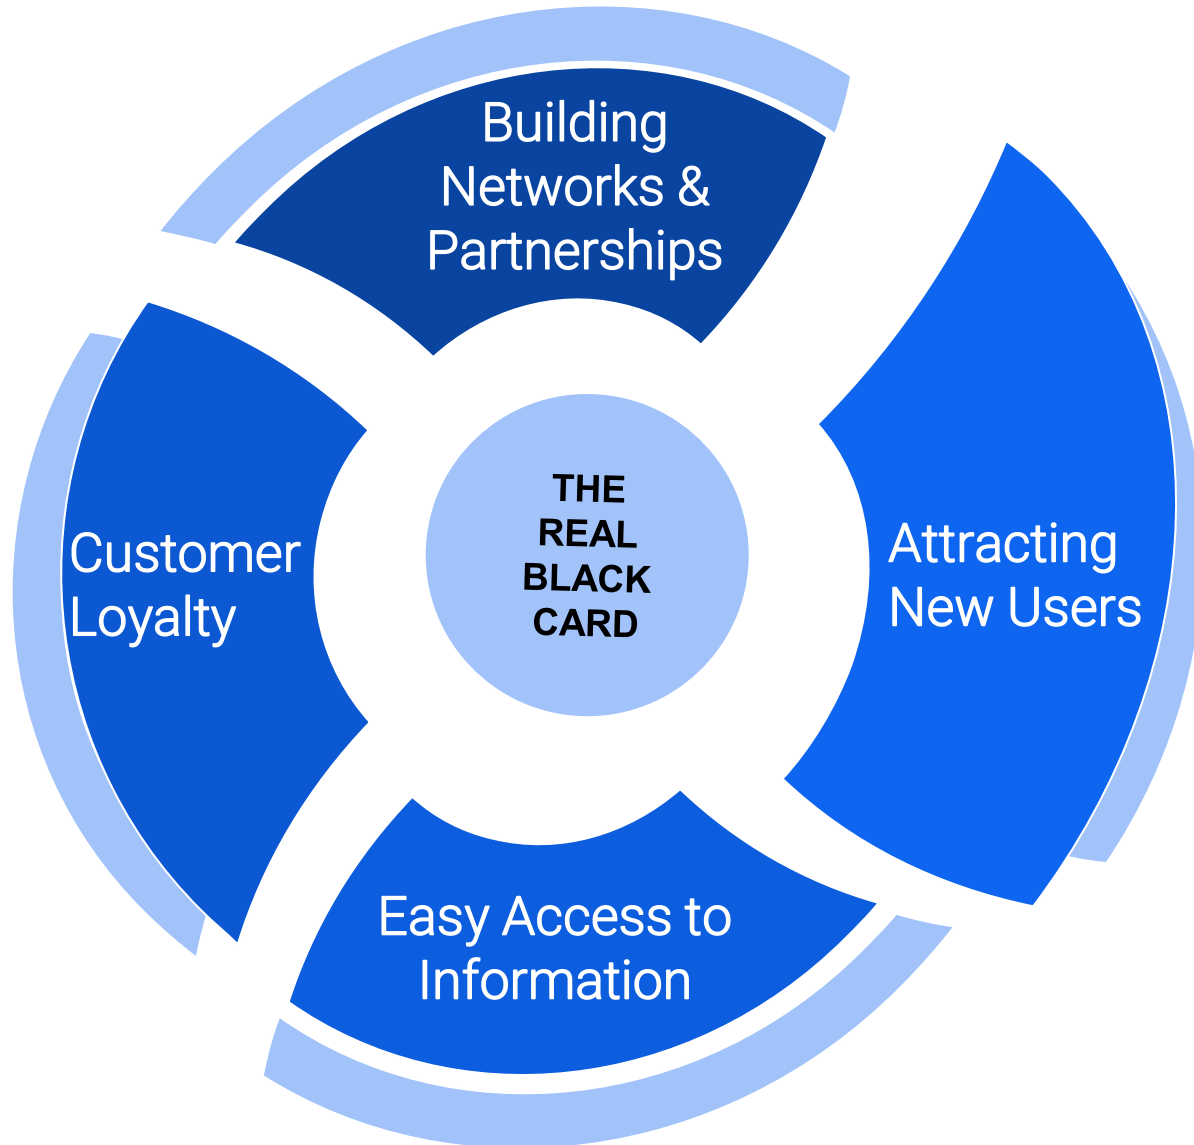 Building
Networks &
Partnerships
THE
REAL
BLACK
CARD
Customer
Loyalty
Attracting
New Users
Easy Access to
Information